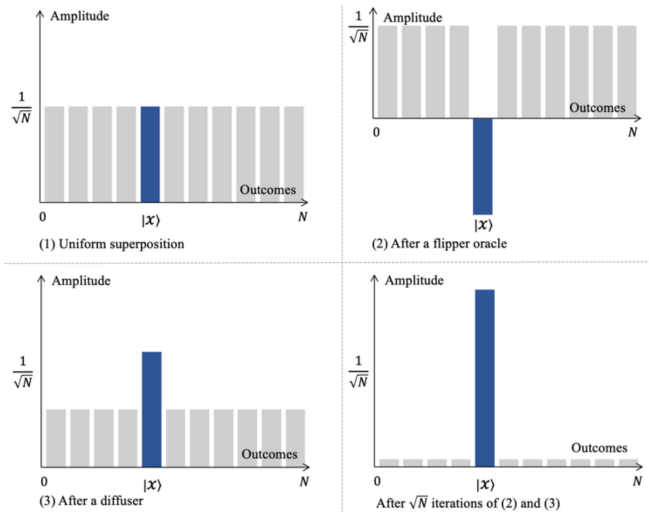 Amplitude
1
√N
Outcomes
0
|x⟩
N
(1) Uniform superposition
1
√N
Amplitude
Outcomes
0
N
|x⟩
(2) After a flipper oracle
Amplitude
1
√N
Outcomes
0
|x⟩
N
(3) After a diffuser
Amplitude
1
√N
Outcomes
0
|x⟩
N
After √N iterations of (2) and (3)